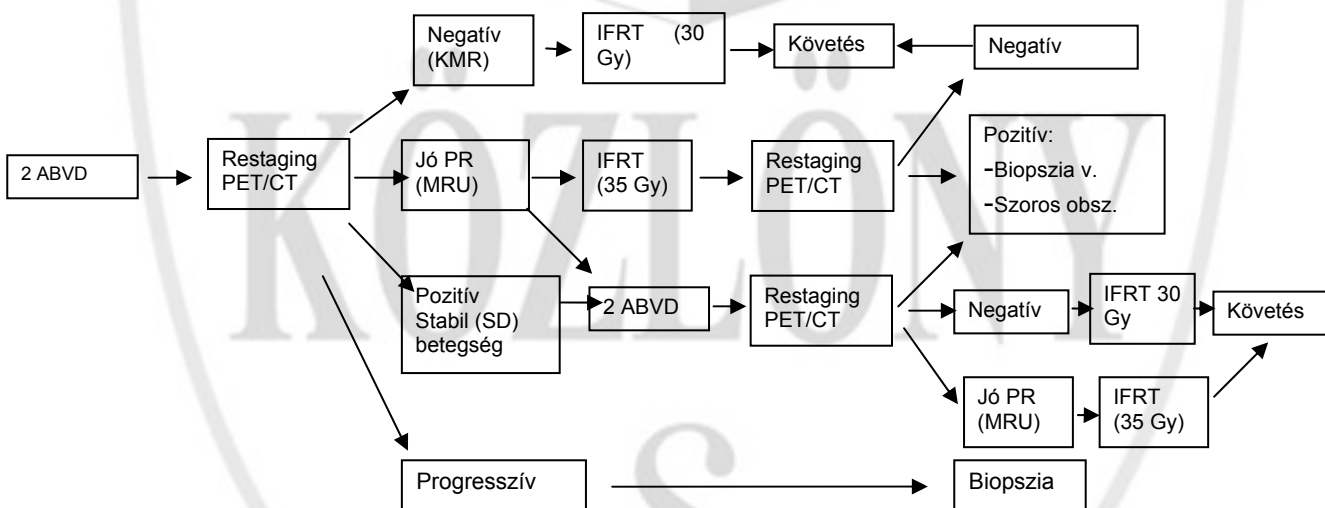 Negatív
(KMR)
IFRT (30
Gy)
Követés
Negatív
2 ABVD
Restaging
PET/CT
Jó PR
(MRU)
IFRT
(35 Gy)
Restaging
PET/CT
Pozitív:
-Biopszia v.
-Szoros obsz.
Pozitív
Stabil (SD)
betegség
2 ABVD
Restaging
PET/CT
Negatív
IFRT 30
Gy
Követés
Jó PR
(MRU)
IFRT
(35 Gy)
Progresszív
Biopszia
KÖZLÖNY